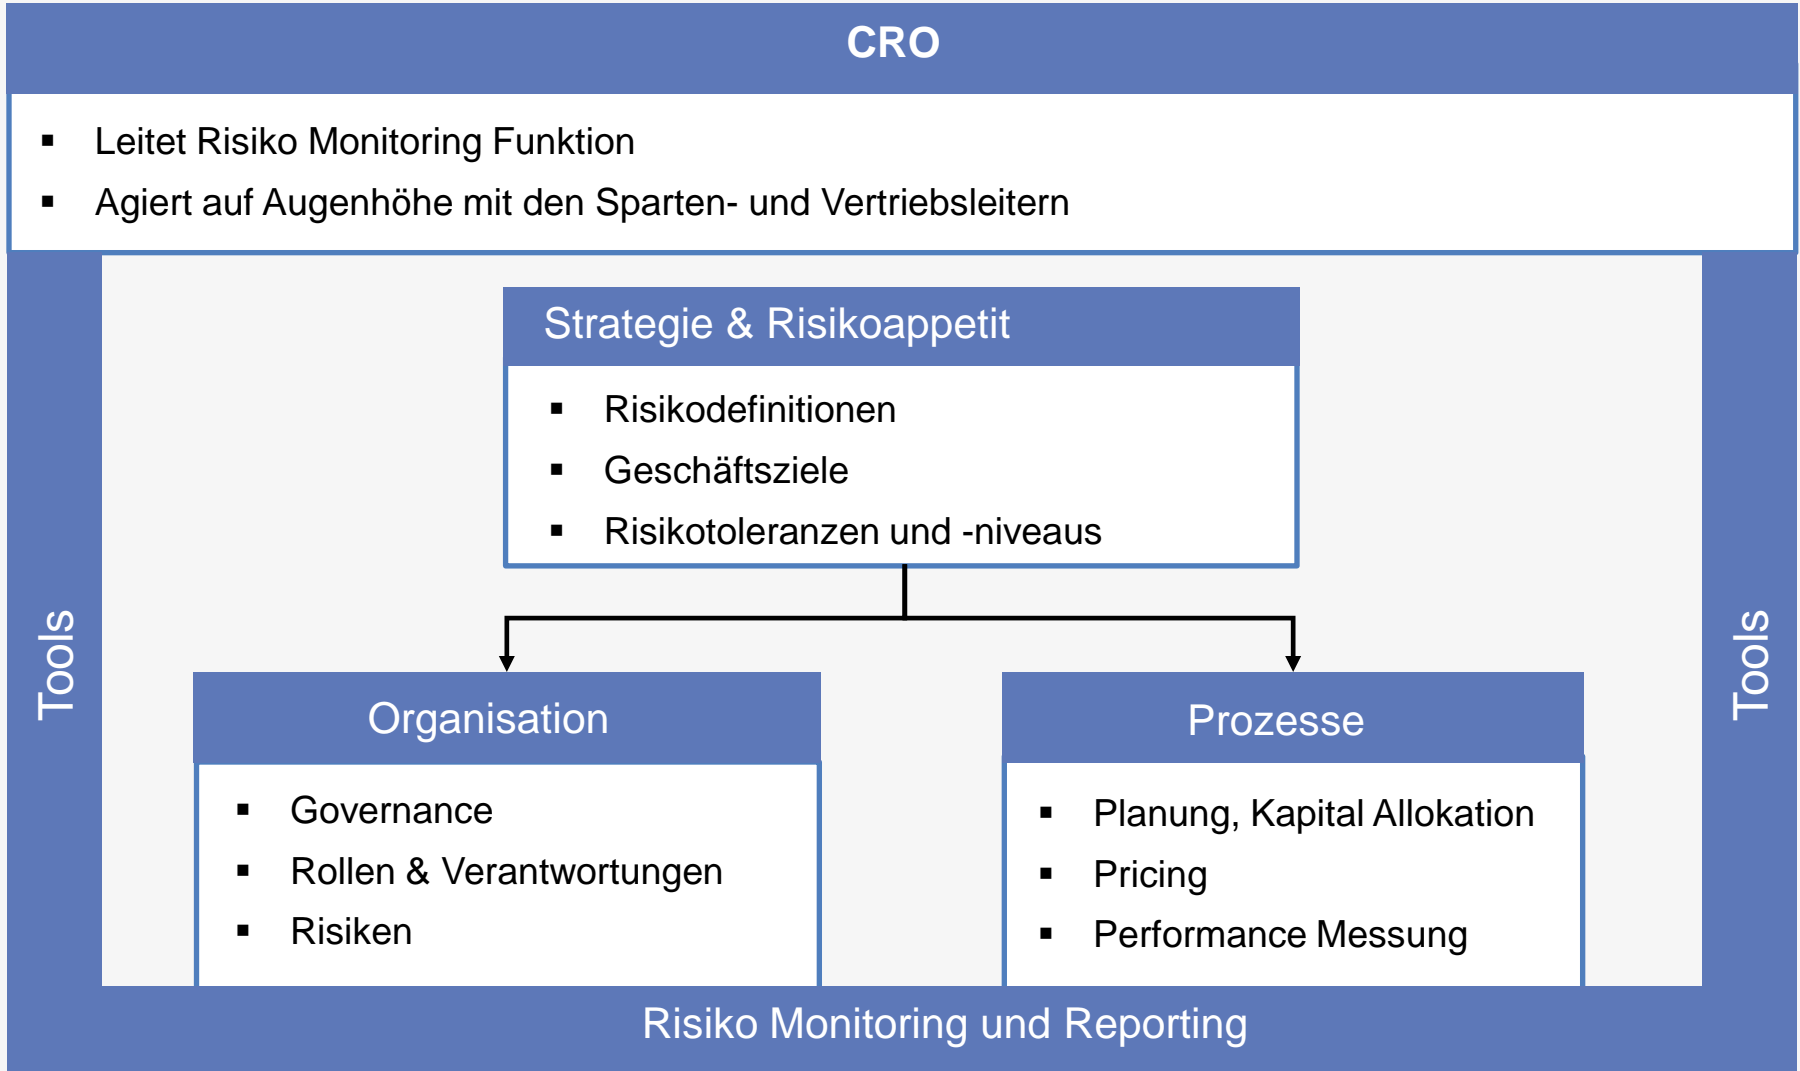 CRO
▪ Leitet Risiko Monitoring Funktion
▪ Agiert auf Augenhöhe mit den Sparten- und Vertriebsleitern
Strategie & Risikoappetit
▪ Risikodefinitionen
▪ Geschäftsziele
▪ Risikotoleranzen und -niveaus
Tools
Tools
Organisation
▪ Governance
▪ Rollen & Verantwortungen
▪ Risiken
Prozesse
▪ Planung, Kapital Allokation
▪ Pricing
▪ Performance Messung
Risiko Monitoring und Reporting